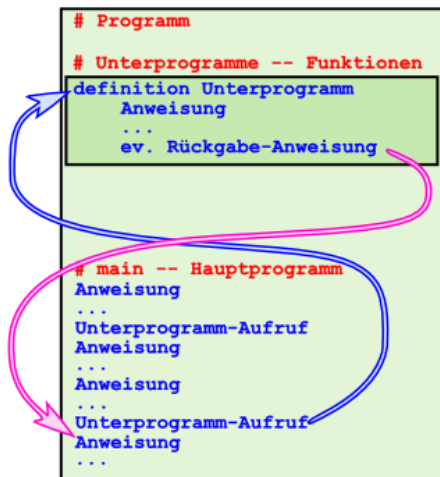 # Programm
# Unterprogramme -- Funktionen
definition Unterprogramm
Anweisung
...
ev. Rückgabe-Anweisung
# main -- Hauptprogramm
Anweisung
...
Unterprogramm-Aufruf
Anweisung
...
Anweisung
...
Unterprogramm-Aufruf
Anweisung
...